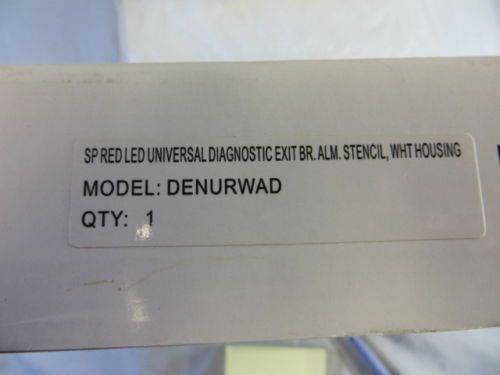 SP RED LED UNIVERSAL DIAGNOSTIC EXIT BR. ALM. STENCIL, WHT HOUSING
MODEL: DENURWAD
QTY: 1